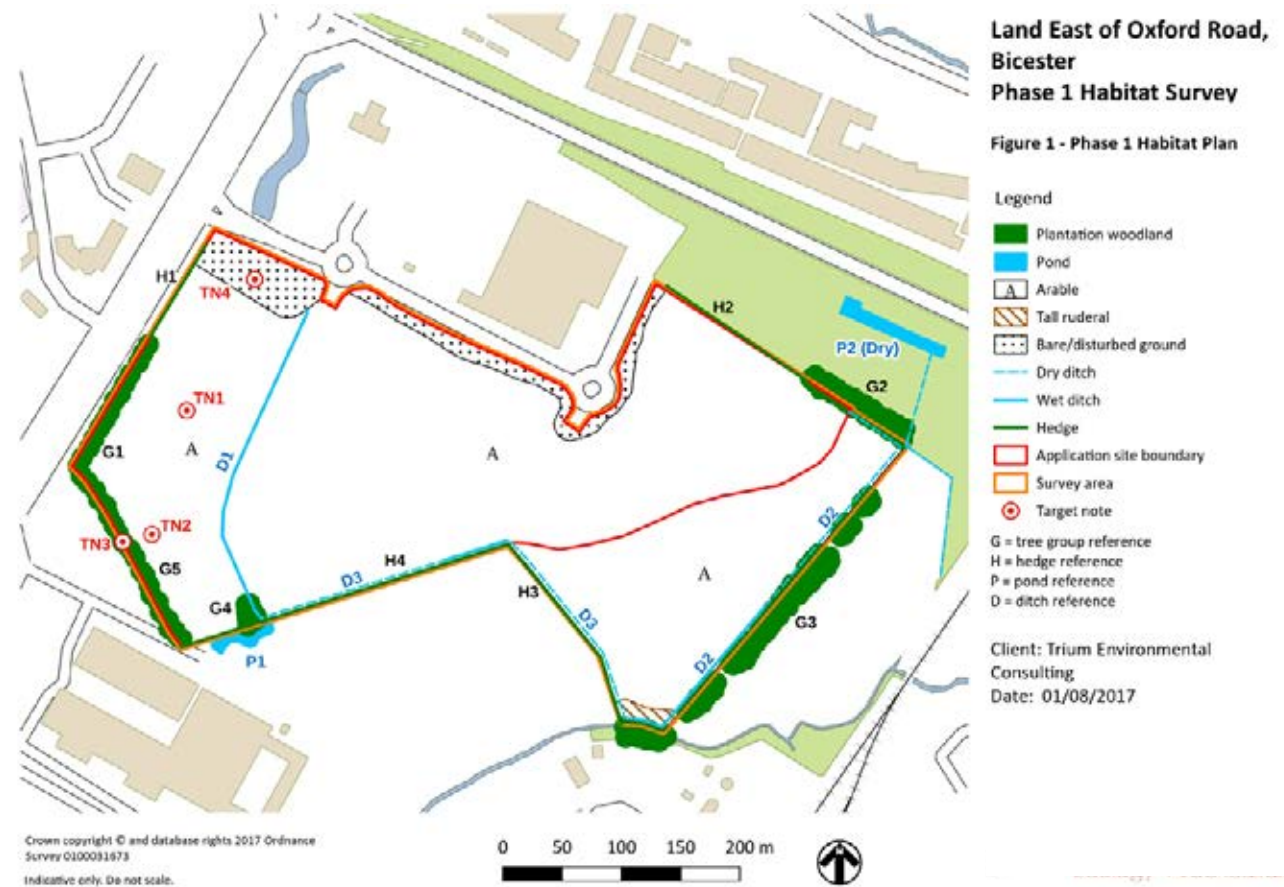 Land East of Oxford Road,
Bicester
Phase 1 Habitat Survey
Figure 1 - Phase 1 Habitat Plan
Legend
Plantation woodland
Pond
A Arable
Tall ruderal
Bare/disturbed ground
Dry ditch
Wet ditch
Hedge
Application site boundary
Survey area
Target note
G = tree group reference
H = hedge reference
P = pond reference
D = ditch reference
Client: Trium Environmental
Consulting
Date: 01/08/2017
H1
TN4
H2
P2 (Dry)
G2
TN1
A
G1
D1
A
TN2
TN3
G5
D2
H4
D3
A
H3
G4
D3
G3
P1
D2
Crown copyright © and database rights 2017 Ordnance
Survey 0100031673
Indicative only. Do not scale.
0 50 100 150 200 m